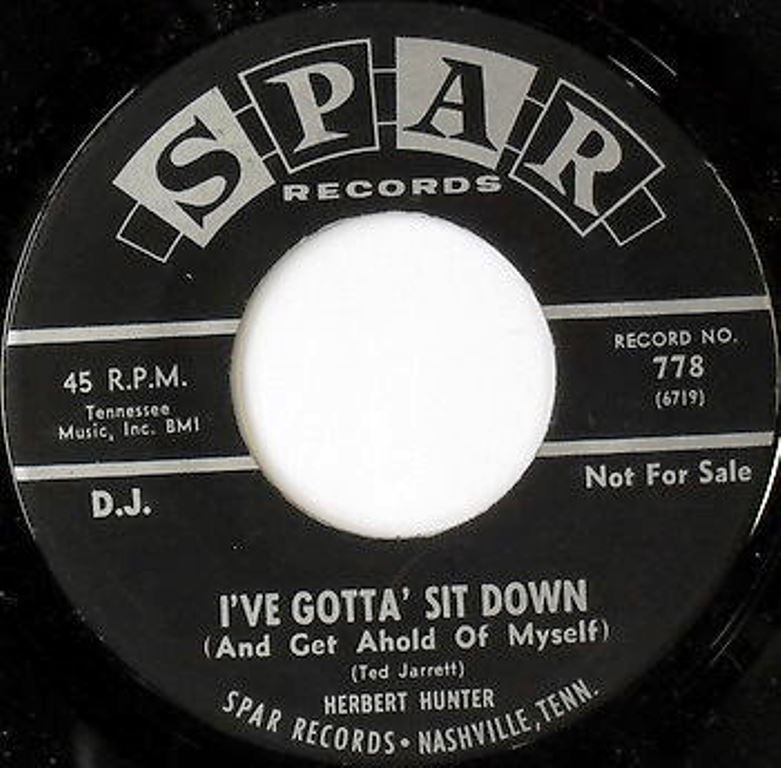 SPAR
RECORDS
45 R.P.M.
Tennessee
Music, Inc. BMI
RECORD NO.
778
(6719)
D.J.
Not For Sale
I'VE GOTTA' SIT DOWN
(And Get Ahold Of Myself)
(Ted Jarrett)
HERBERT HUNTER
SPAR RECORDS • NASHVILLE, TENN.